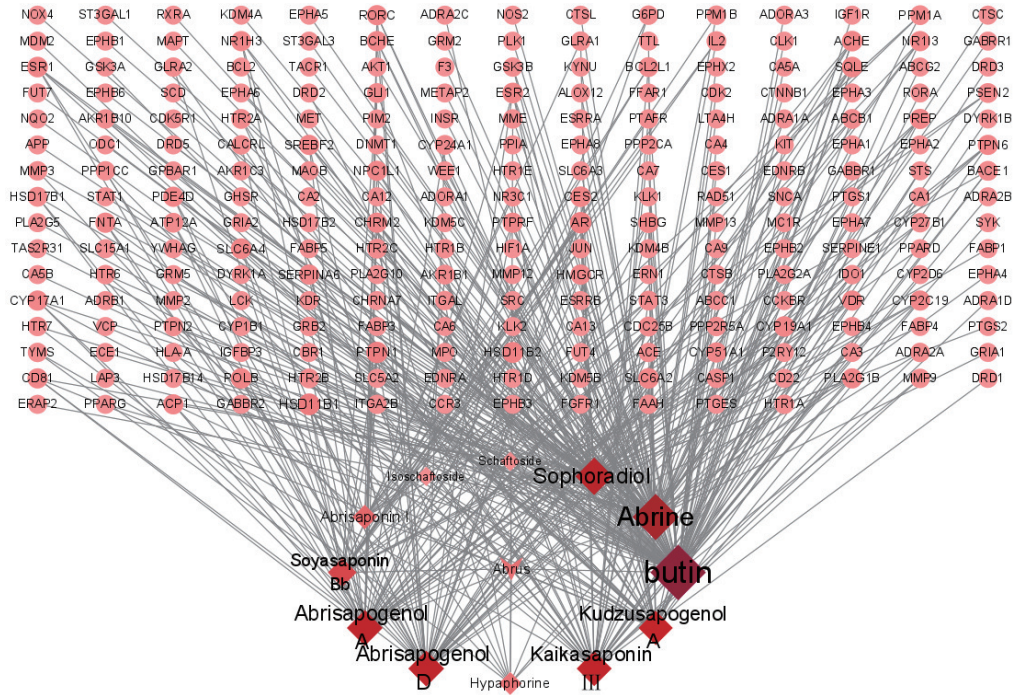 NOX4 ST3GAL1 RXRA KDM4A EPHA5 RORC ADRA2C NOS2 CTSL G6PD PPM1B ADORA3 IGF1R PPM1A CTSC
MDM2 EPHB1 MAPT NR1H3 ST3GAL3 BCHE GRM2 PLK1 GLRA1 TTL IL2 CLK1 ACHE NR1I3 GABRR1
ESR1 GSK3A GLRA2 BCL2 TACR1 AKT1 F3 GSK3B KYNU BCL2L1 EPHX2 CA5A SQLE ABCG2 DRD3
FUT7 EPHB6 SCD EPHA6 DRD2 GLI1 METAP2 ESR2 ALOX12 FFAR1 CDK2 CTNNB1 EPHA3 RORA PSEN2
NQO2 AKR1B10 CDK5R1 HTR2A MET PIM2 INSR MME ESRRA PTAFR LTA4H ADRA1A ABCB1 PREP DYRK1B
APP ODC1 DRD5 CALCRL SREBF2 DNMT1 CYP24A1 PPIA EPHA8 PPP2CA CA4 KIT EPHA1 EPHA2 PTPN6
MMP3 PPP1CC GPBAR1 AKR1C3 MAOB NPC1L1 WEE1 HTR1E SLC6A3 CA7 CES1 EDNRB GABBR1 STS BACE1
HSD17B1 STAT1 PDE4D GHSR CA2 CA12 ADORA1 NR3C1 CES2 KLK1 RAD51 SNCA PTGS1 CA1 ADRA2B
PLA2G5 FNTA ATP12A GRIA2 HSD17B2 CHRM2 KDM5C PTPRF AR SHBG MMP13 MC1R EPHA7 CYP27B1 SYK
TAS2R31 SLC15A1 YWHAG SLC6A4 FABP5 HTR2C HTR1B HIF1A JUN KDM4B CA9 EPHB2 SERPINE1 PPARD FABP1
CA5B HTR6 GRM5 DYRK1A SERPINA6 PLA2G10 AKR1B1 MMP12 HMGCR ERN1 CTSB PLA2G2A IDO1 CYP2D6 EPHA4
CYP17A1 ADRB1 MMP2 LCK KDR CHRNA7 ITGAL SRC ESRRB STAT3 ABCC1 CCKBR VDR CYP2C19 ADRA1D
HTR7 VCP PTPN2 CYP1B1 GRB2 FABP3 CA6 KLK2 CA13 CDC25B PPP2R5A CYP19A1 EPHB4 FABP4 PTGS2
TYMS ECE1 HLA-A IGFBP3 CBR1 PTPN1 MPO HSD11B2 FUT4 ACE CYP51A1 P2RY12 CA3 ADRA2A GRIA1
CD81 LAP3 HSD17B14 POLB HTR2B SLC5A2 EDNRA HTR1D KDM5B SLC6A2 CASP1 CD22 PLA2G1B MMP9 DRD1
ERAP2 PPARG ACP1 GABBR2 HSD11B1 ITGA2B CCR3 EPHB3 FGFR1 FAAH PTGES HTR1A
Schaftoside
Isoschaftoside Sophoradiol
Abrisaponin I Abrine
Soyasaponin
Bb Abrus butin
Abrisapogenol Kudzusapogenol
A A
Abrisapogenol Kaikasaponin
D Hypaphorine III